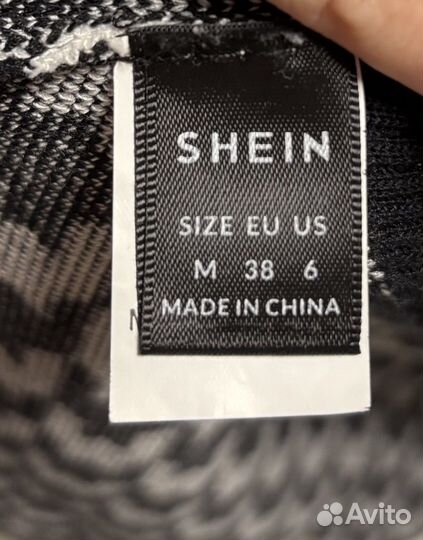 SHEIN
SIZE EU US
M 38 6
MADE IN CHINA
Avito